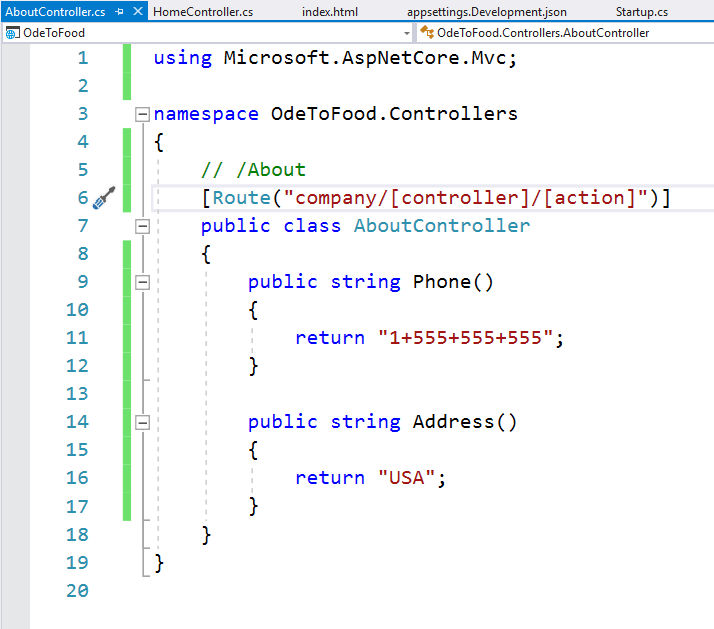 AboutController.cs HomeController.cs index.html appsettings.Development.json Startup.cs
OdeToFood OdeToFood.Controllers.AboutController
1 using Microsoft.AspNetCore.Mvc;
2
3 namespace OdeToFood.Controllers
4 {
5 // /About
6 [Route("company/[controller]/[action]")]
7 public class AboutController
8 {
9 public string Phone()
10 {
11 return "1+555+555+555";
12 }
13
14 public string Address()
15 {
16 return "USA";
17 }
18 }
19 }
20